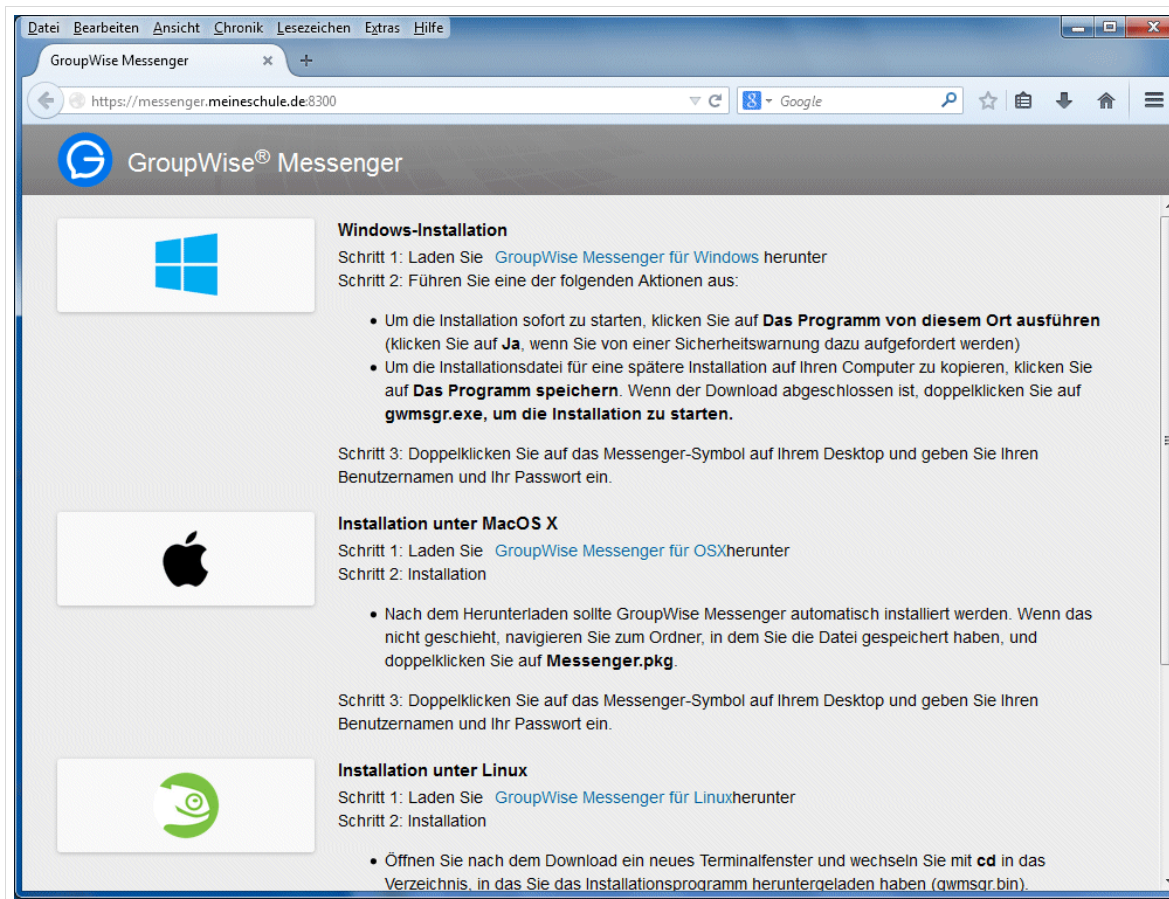 Datei Bearbeiten Ansicht Chronik Lesezeichen Extras Hilfe
GroupWise Messenger
https://messenger.meineschule.de:8300
Google
GroupWise® Messenger
Windows-Installation
Schritt 1: Laden Sie GroupWise Messenger für Windows herunter
Schritt 2: Führen Sie eine der folgenden Aktionen aus:
• Um die Installation sofort zu starten, klicken Sie auf Das Programm von diesem Ort ausführen
(klicken Sie auf Ja, wenn Sie von einer Sicherheitswarnung dazu aufgefordert werden)
• Um die Installationsdatei für eine spätere Installation auf Ihren Computer zu kopieren, klicken Sie
auf Das Programm speichern. Wenn der Download abgeschlossen ist, doppelklicken Sie auf
gwmsgr.exe, um die Installation zu starten.
Schritt 3: Doppelklicken Sie auf das Messenger-Symbol auf Ihrem Desktop und geben Sie Ihren
Benutzernamen und Ihr Passwort ein.
Installation unter MacOS X
Schritt 1: Laden Sie GroupWise Messenger für OSXherunter
Schritt 2: Installation
• Nach dem Herunterladen sollte GroupWise Messenger automatisch installiert werden. Wenn das
nicht geschieht, navigieren Sie zum Ordner, in dem Sie die Datei gespeichert haben, und
doppelklicken Sie auf Messenger.pkg.
Schritt 3: Doppelklicken Sie auf das Messenger-Symbol auf Ihrem Desktop und geben Sie Ihren
Benutzernamen und Ihr Passwort ein.
Installation unter Linux
Schritt 1: Laden Sie GroupWise Messenger für Linuxherunter
Schritt 2: Installation
• Öffnen Sie nach dem Download ein neues Terminalfenster und wechseln Sie mit cd in das
Verzeichnis, in das Sie das Installationsprogramm heruntergeladen haben (gwmsgr.bin).